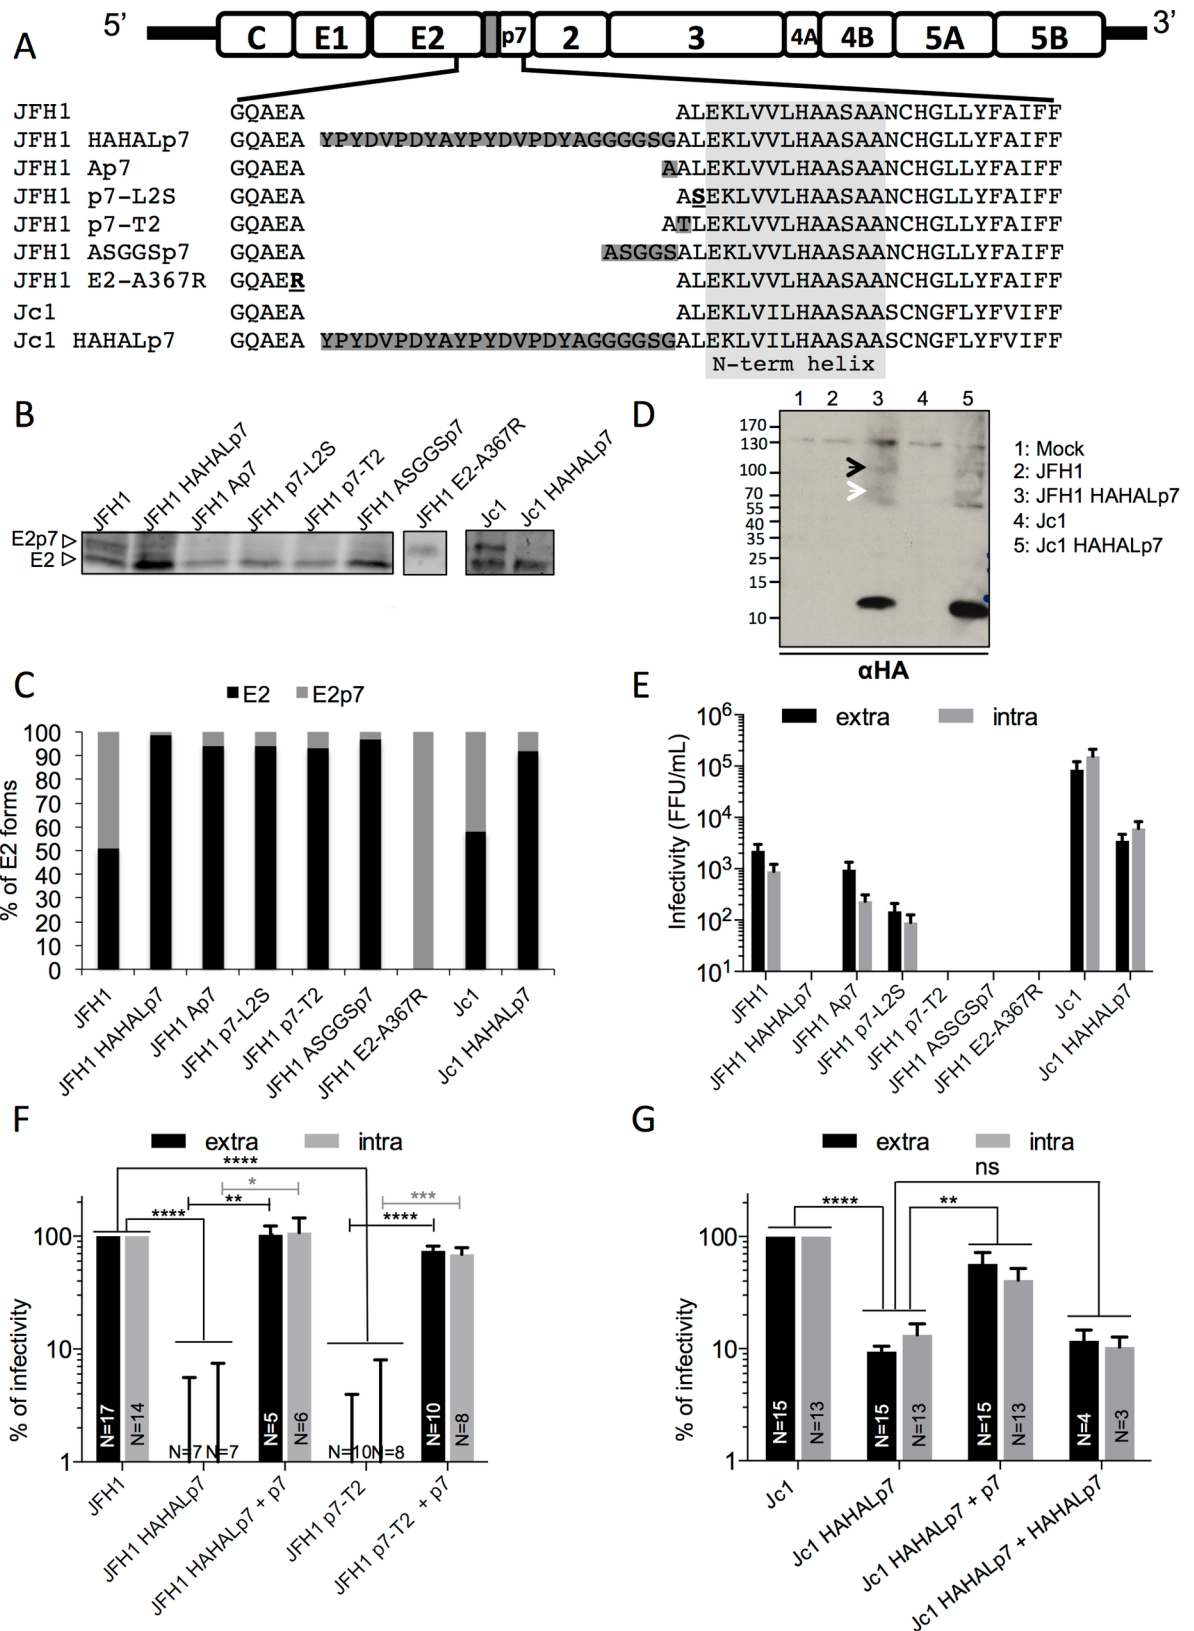 A
5’ C E1 E2 p7 2 3 4A 4B 5A 5B 3’
JFH1 GQAEA ALEKLVVLHAASAANCHGLLYFAIFF
JFH1 HAHALp7 GQAEA YPYDVPDYAYPYDVPDYAGGGGSGALEKLVVLHAASAANCHGLLYFAIFF
JFH1 Ap7 GQAEA AALEKLVVLHAASAANCHGLLYFAIFF
JFH1 p7-L2S GQAEA ASEKLVVLHAASAANCHGLLYFAIFF
JFH1 p7-T2 GQAEA ATLEKLVVLHAASAANCHGLLYFAIFF
JFH1 ASGGSp7 GQAEA ASGGSALEKLVVLHAASAANCHGLLYFAIFF
JFH1 E2-A367R GQAER ALEKLVVLHAASAANCHGLLYFAIFF
Jc1 GQAEA ALEKLVILHAASAASCNGFLYFVIFF
Jc1 HAHALp7 GQAEA YPYDVPDYAYPYDVPDYAGGGGSGALEKLVILHAASAASCNGFLYFVIFF
N-term helix
B
JFH1 JFH1 HAHALp7 JFH1 Ap7 JFH1 p7-L2S JFH1 p7-T2 JFH1 ASGGSp7 JFH1 E2-A367R Jc1 Jc1 HAHALp7
E2p7
E2
D
1 2 3 4 5
170
130
100
70
55
40
35
25
15
10
αHA
1: Mock
2: JFH1
3: JFH1 HAHALp7
4: Jc1
5: Jc1 HAHALp7
C
E2 E2p7
% of E2 forms
100
90
80
70
60
50
40
30
20
10
0
JFH1 JFH1 HAHALp7 JFH1 Ap7 JFH1 p7-L2S JFH1 p7-T2 JFH1 ASGGSp7 JFH1 E2-A367R Jc1 Jc1 HAHALp7
E
extra intra
Infectivity (FFU/mL)
10⁶
10⁵
10⁴
10³
10²
10¹
JFH1 JFH1 HAHALp7 JFH1 Ap7 JFH1 p7-L2S JFH1 p7-T2 JFH1 ASGGSp7 JFH1 E2-A367R Jc1 Jc1 HAHALp7
F
extra intra
% of infectivity
100
10
1
**** **** ** * **** ***
N=17 N=14 N=7 N=7 N=5 N=6 N=10 N=8 N=10 N=8
JFH1 JFH1 HAHALp7 JFH1 HAHALp7 + p7 JFH1 p7-T2 JFH1 p7-T2 + p7
G
extra intra
% of infectivity
100
10
1
**** ** ns
N=15 N=13 N=15 N=13 N=15 N=13 N=4 N=3
Jc1 Jc1 HAHALp7 Jc1 HAHALp7 + p7 Jc1 HAHALp7 + HAHALp7